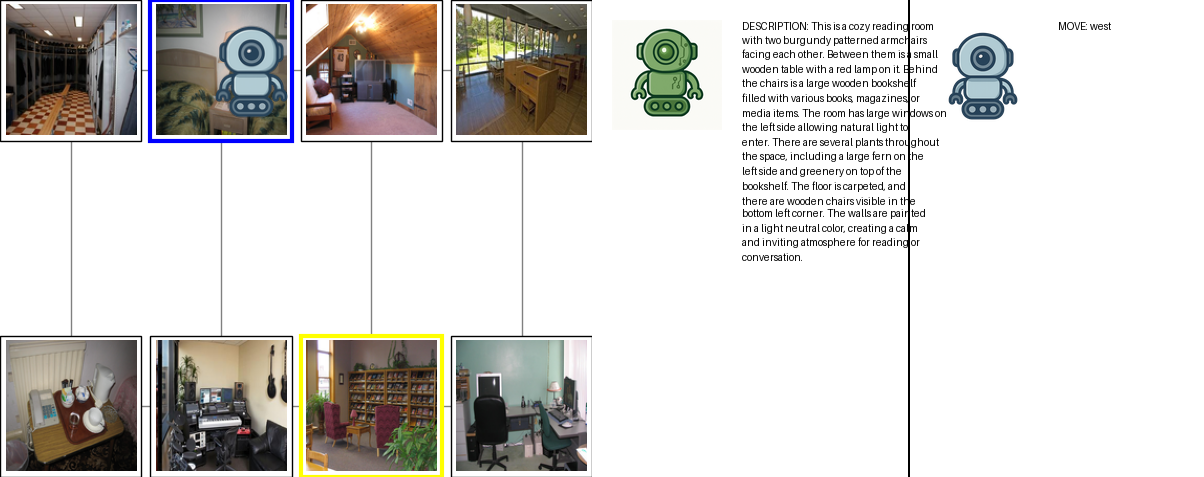 DESCRIPTION: This is a cozy reading room
with two burgundy patterned armchairs
facing each other. Between them is a small
wooden table with a red lamp on it. Behind
the chairs is a large wooden bookshelf
filled with various books, magazines, or
media items. The room has large windows on
the left side allowing natural light to
enter. There are several plants throughout
the space, including a large fern on the
left side and greenery on top of the
bookshelf. The floor is carpeted, and
there are wooden chairs visible in the
bottom left corner. The walls are painted
in a light neutral color, creating a calm
and inviting atmosphere for reading or
conversation.
MOVE: west